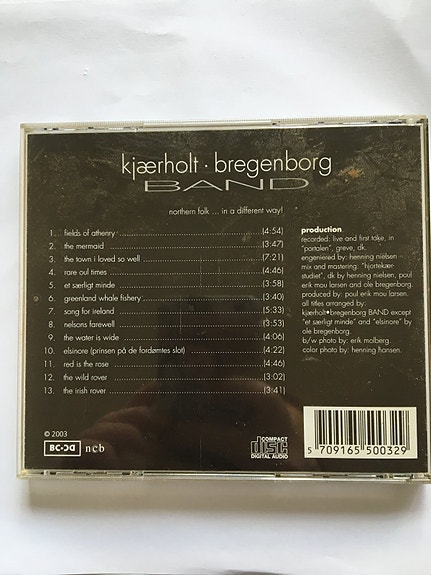 kjærholt · bregenborg
BAND
northern folk ... in a different way!
1. fields of athenry (4:54)
2. the mermaid (3:47)
3. the town i loved so well (7:21)
4. rare oul times (4:46)
5. et særligt minde (3:58)
6. greenland whale fishery (3:40)
7. song for ireland (5:33)
8. nelsons farewell (3:53)
9. the water is wide (4:06)
10. elsinore (prinsen på de fordømtes slot) (4:22)
11. red is the rose (4:46)
12. the wild rover (3:02)
13. the irish rover (3:41)
production
recorded: live and first take, in
"portalen", greve, dk.
engeniered by: henning nielsen
mix and mastering: "hjortekær-
studiet", dk by henning nielsen, poul
erik mou larsen and ole bregenborg.
produced by: poul erik mou larsen.
all titles arranged by:
kjærholt•bregenborg BAND except
"et særligt minde" and "elsinore" by
ole bregenborg.
b/w photo by: erik molberg.
color photo by: henning hansen.
© 2003
BC-CD ncb
COMPACT
disc
DIGITAL AUDIO
5 709165 500329